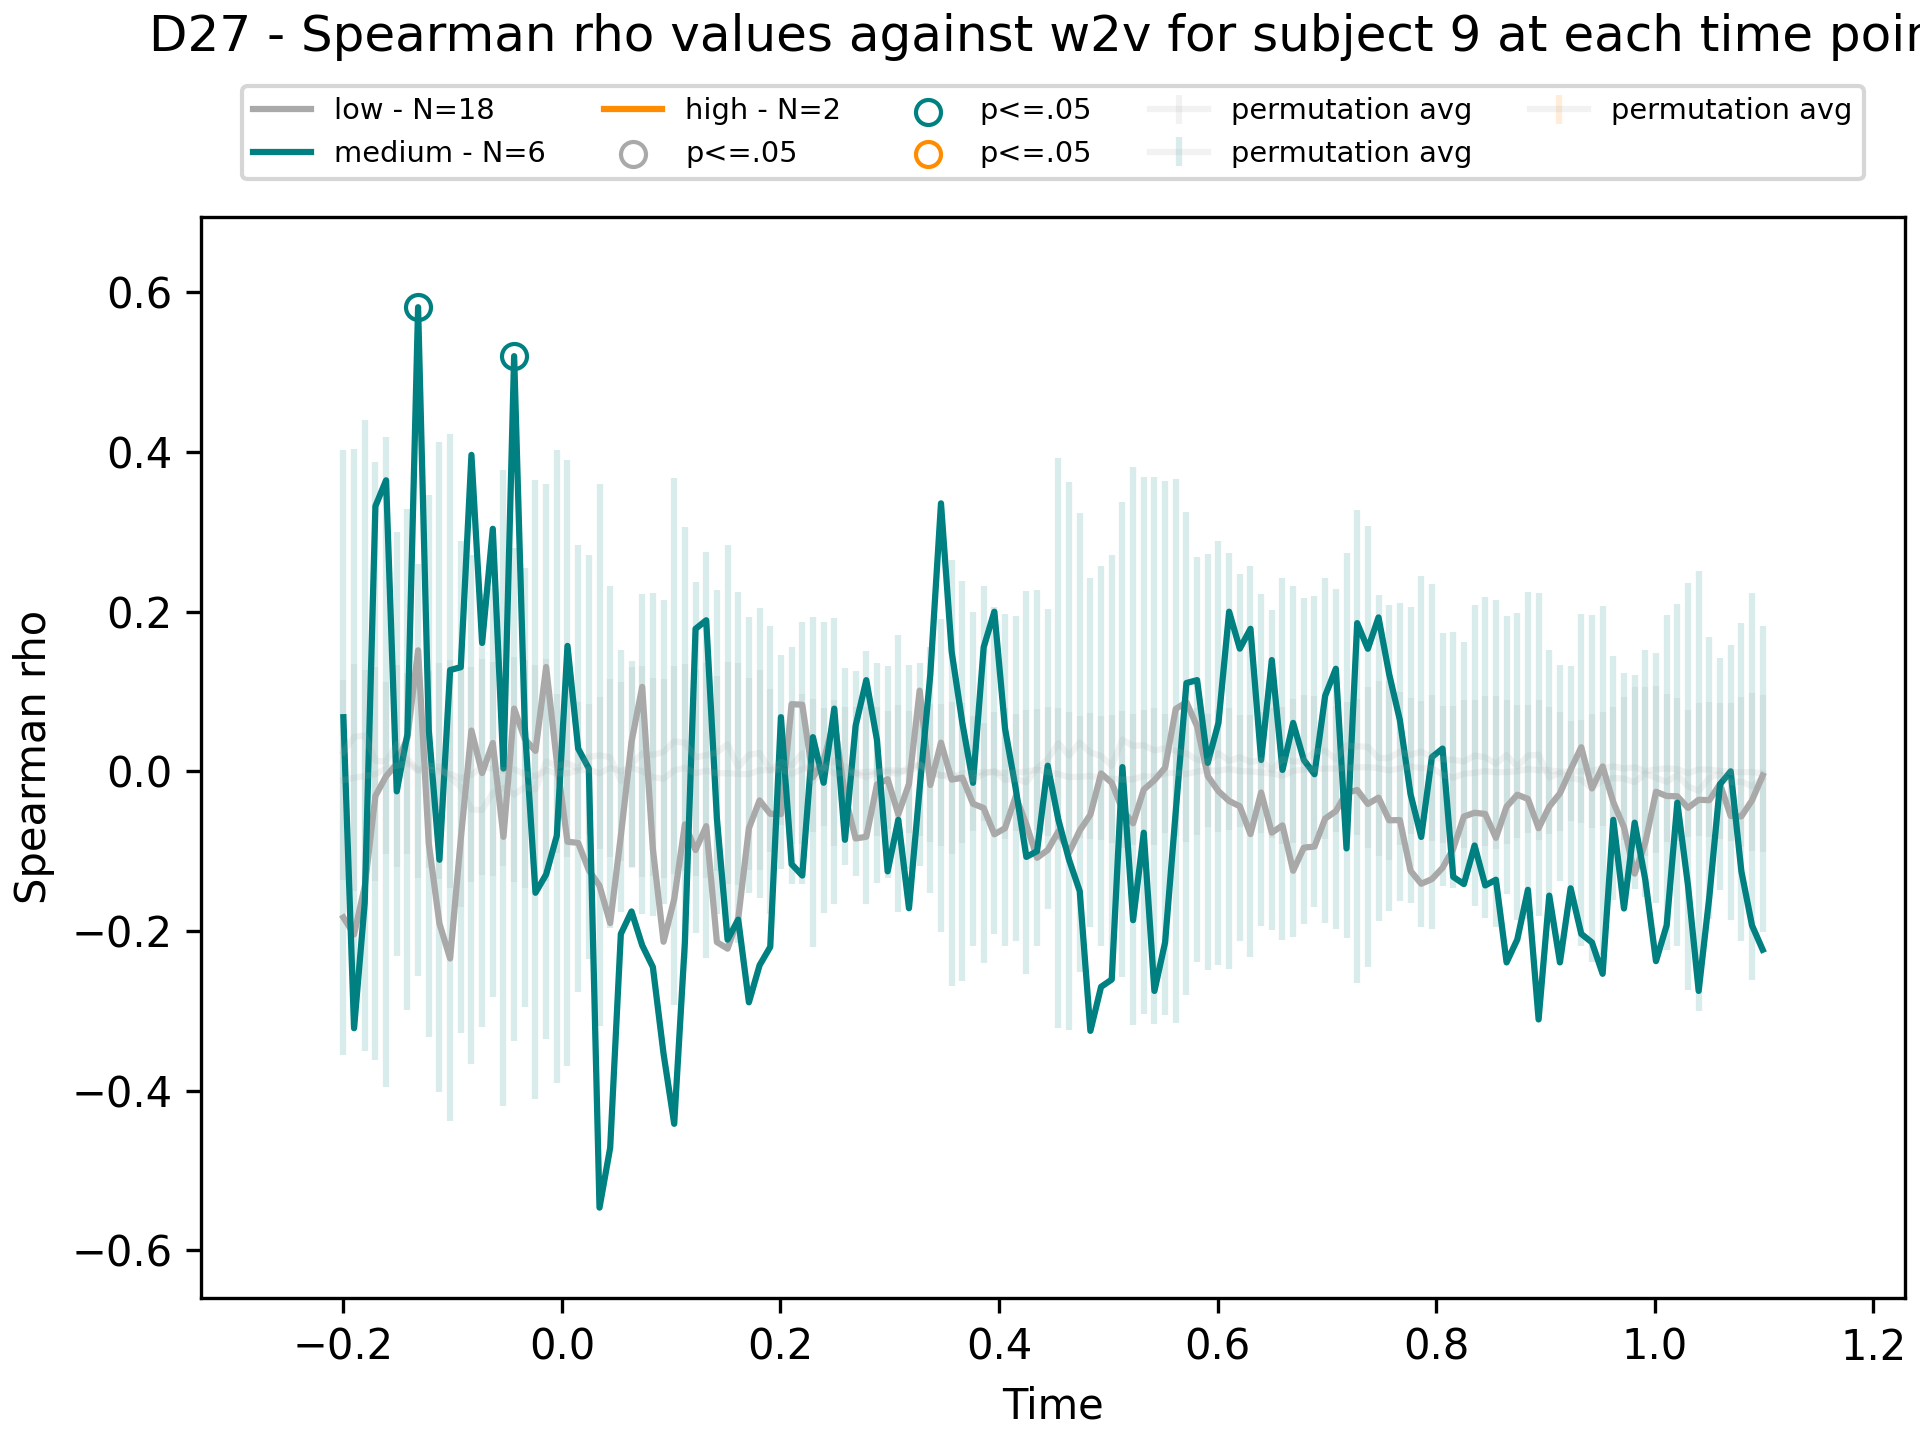 D27 - Spearman rho values against w2v for subject 9 at each time poin
low - N=18
medium - N=6
high - N=2
p<=.05
p<=.05
p<=.05
permutation avg
permutation avg
permutation avg
Spearman rho
0.6
0.4
0.2
0.0
−0.2
−0.4
−0.6
−0.2 0.0 0.2 0.4 0.6 0.8 1.0 1.2
Time